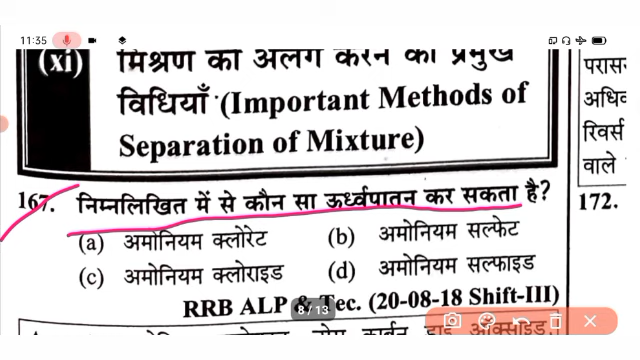 11:35
(xi) मिश्रण को अलग करने की प्रमुख
विधियाँ (Important Methods of
Separation of Mixture)
167. निम्नलिखित में से कौन सा ऊर्ध्वपातन कर सकता है?
(a) अमोनियम क्लोरेट (b) अमोनियम सल्फेट
(c) अमोनियम क्लोराइड (d) अमोनियम सल्फाइड
RRB ALP & Tec. (20-08-18 Shift-III)
8/13
परास
अधिव
रिवर्स
वाले
172.